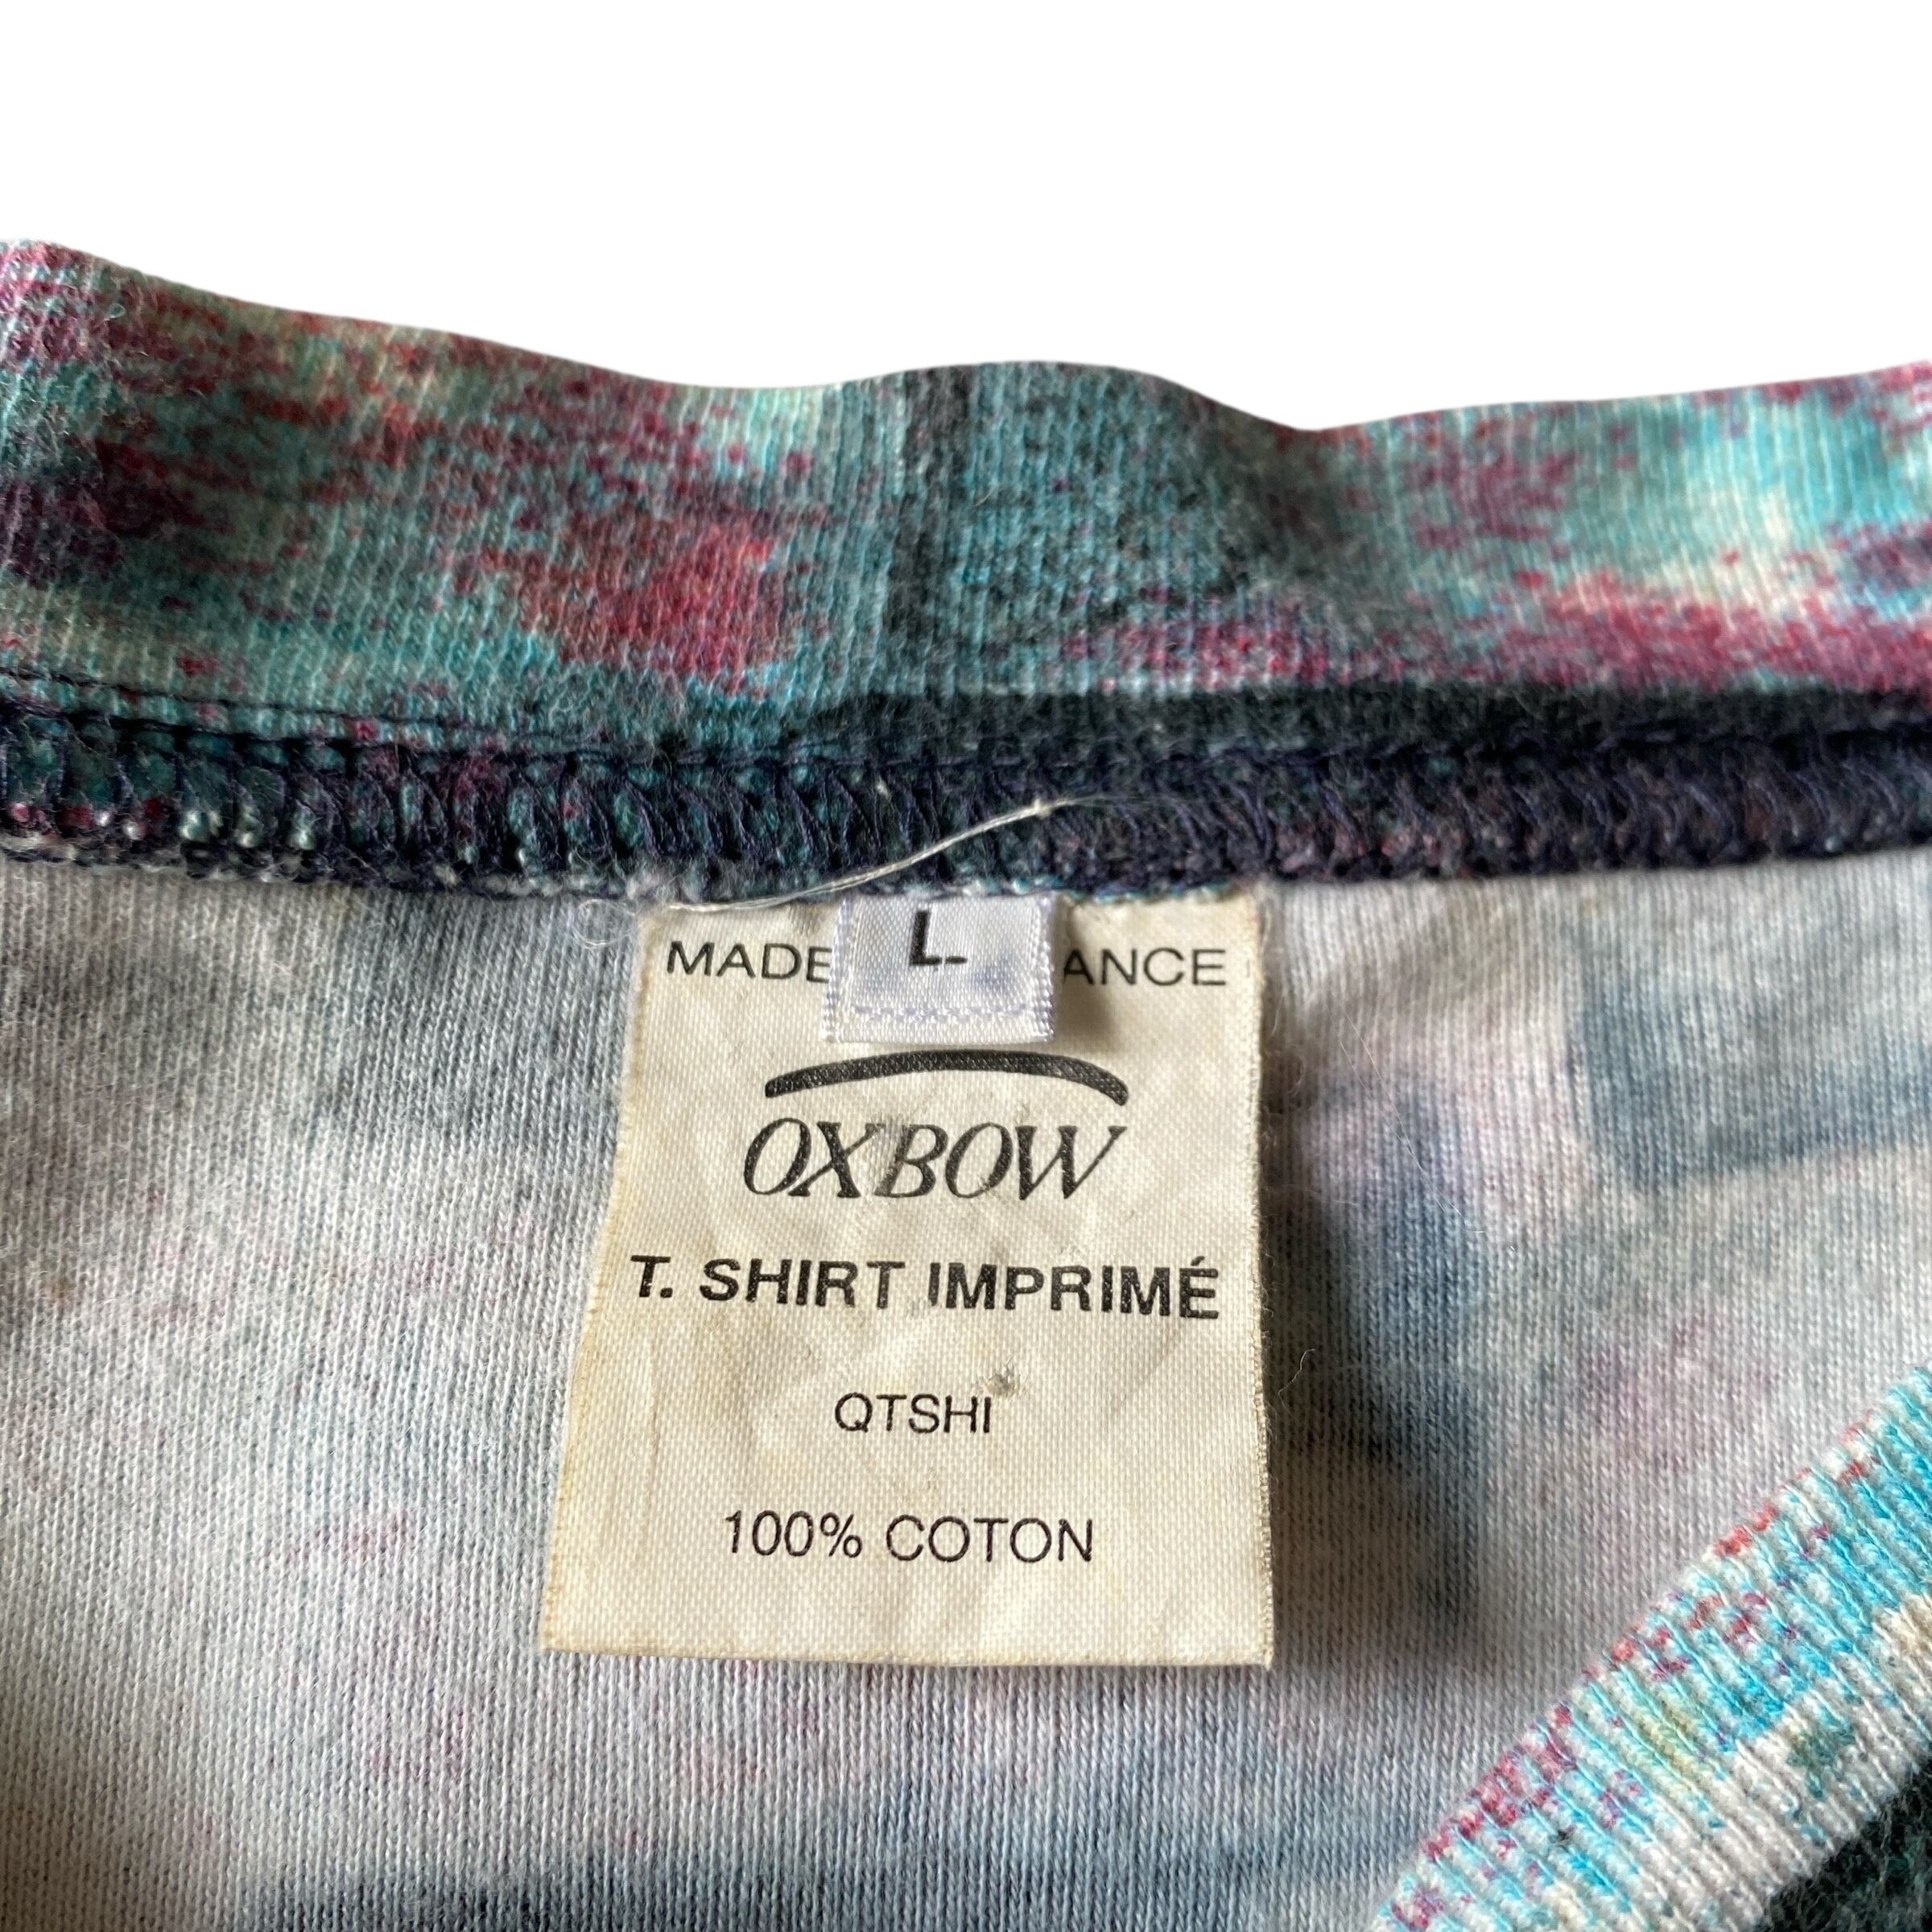 MADE L. ANCE
OXBOW
T. SHIRT IMPRIMÉ
QTSHI
100% COTON